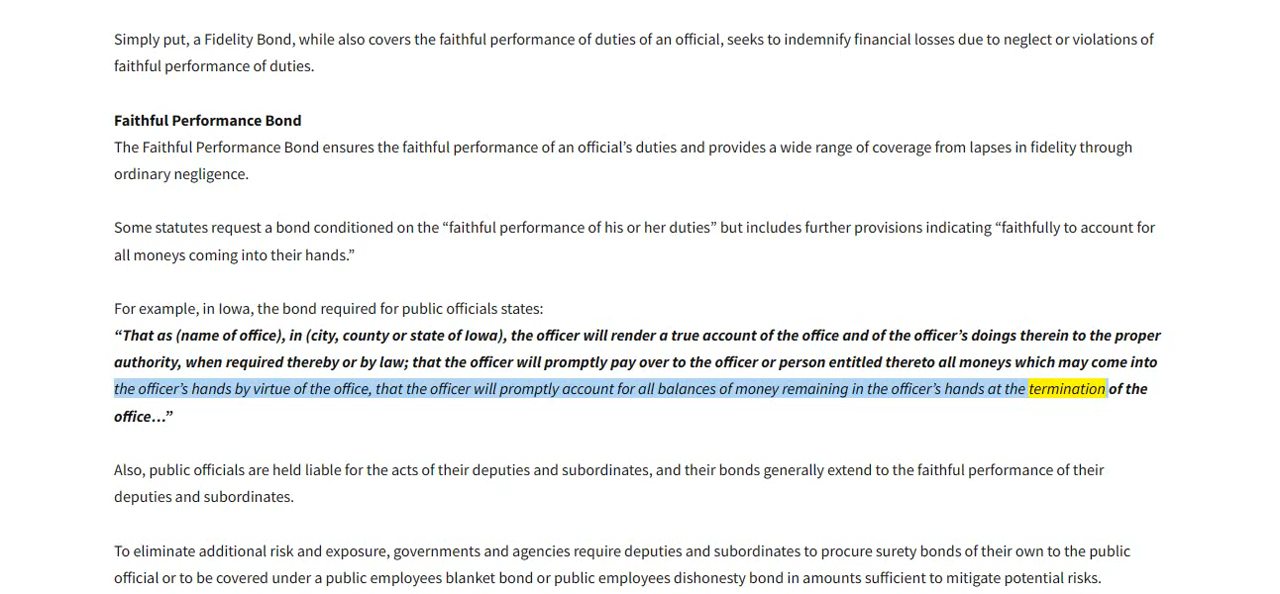 Simply put, a Fidelity Bond, while also covers the faithful performance of duties of an official, seeks to indemnify financial losses due to neglect or violations of
faithful performance of duties.
Faithful Performance Bond
The Faithful Performance Bond ensures the faithful performance of an official’s duties and provides a wide range of coverage from lapses in fidelity through
ordinary negligence.
Some statutes request a bond conditioned on the “faithful performance of his or her duties” but includes further provisions indicating “faithfully to account for
all moneys coming into their hands.”
For example, in Iowa, the bond required for public officials states:
“That as (name of office), in (city, county or state of Iowa), the officer will render a true account of the office and of the officer’s doings therein to the proper
authority, when required thereby or by law; that the officer will promptly pay over to the officer or person entitled thereto all moneys which may come into
the officer’s hands by virtue of the office, that the officer will promptly account for all balances of money remaining in the officer’s hands at the termination of the
office…”
Also, public officials are held liable for the acts of their deputies and subordinates, and their bonds generally extend to the faithful performance of their
deputies and subordinates.
To eliminate additional risk and exposure, governments and agencies require deputies and subordinates to procure surety bonds of their own to the public
official or to be covered under a public employees blanket bond or public employees dishonesty bond in amounts sufficient to mitigate potential risks.